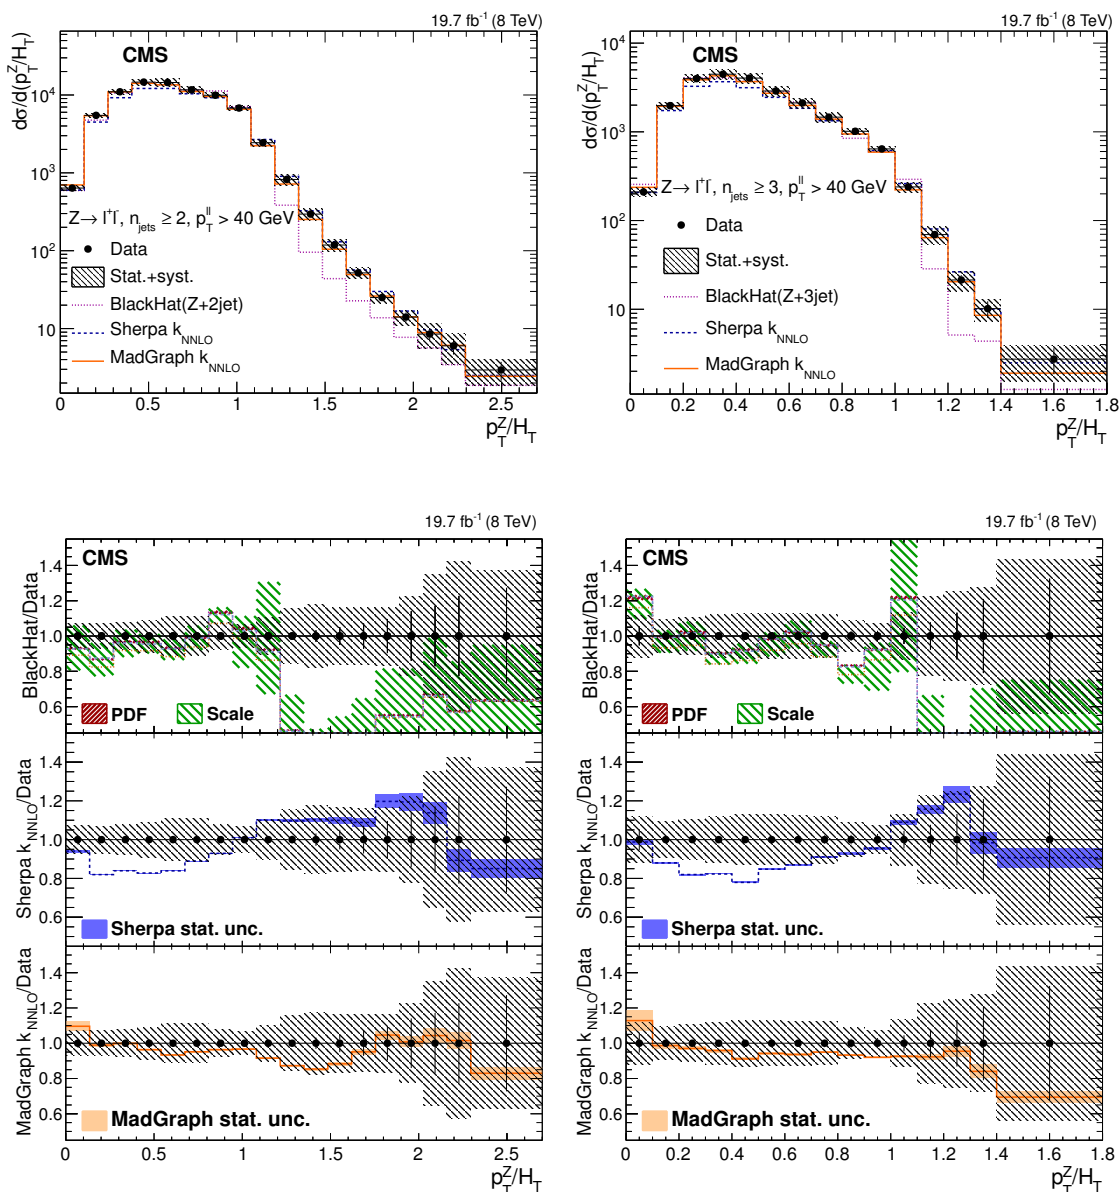 19.7 fb⁻¹ (8 TeV)
CMS
dσ/d(p_T^Z/H_T)
10⁴
10³
10²
10
Z→ l⁺l⁻, n_jets ≥ 2, p_T^ll > 40 GeV
Data
Stat.+syst.
BlackHat(Z+2jet)
Sherpa k_NNLO
MadGraph k_NNLO
0 0.5 1 1.5 2 2.5
p_T^Z/H_T
19.7 fb⁻¹ (8 TeV)
CMS
dσ/d(p_T^Z/H_T)
10⁴
10³
10²
10
Z→ l⁺l⁻, n_jets ≥ 3, p_T^ll > 40 GeV
Data
Stat.+syst.
BlackHat(Z+3jet)
Sherpa k_NNLO
MadGraph k_NNLO
0 0.2 0.4 0.6 0.8 1 1.2 1.4 1.6 1.8
p_T^Z/H_T
19.7 fb⁻¹ (8 TeV)
CMS
BlackHat/Data
1.4
1.2
1.0
0.8
0.6
PDF Scale
Sherpa k_NNLO/Data
1.4
1.2
1.0
0.8
0.6
Sherpa stat. unc.
MadGraph k_NNLO/Data
1.4
1.2
1.0
0.8
0.6
MadGraph stat. unc.
0 0.5 1 1.5 2 2.5
p_T^Z/H_T
19.7 fb⁻¹ (8 TeV)
CMS
BlackHat/Data
1.4
1.2
1.0
0.8
0.6
PDF Scale
Sherpa k_NNLO/Data
1.4
1.2
1.0
0.8
0.6
Sherpa stat. unc.
MadGraph k_NNLO/Data
1.4
1.2
1.0
0.8
0.6
MadGraph stat. unc.
0 0.2 0.4 0.6 0.8 1 1.2 1.4 1.6 1.8
p_T^Z/H_T